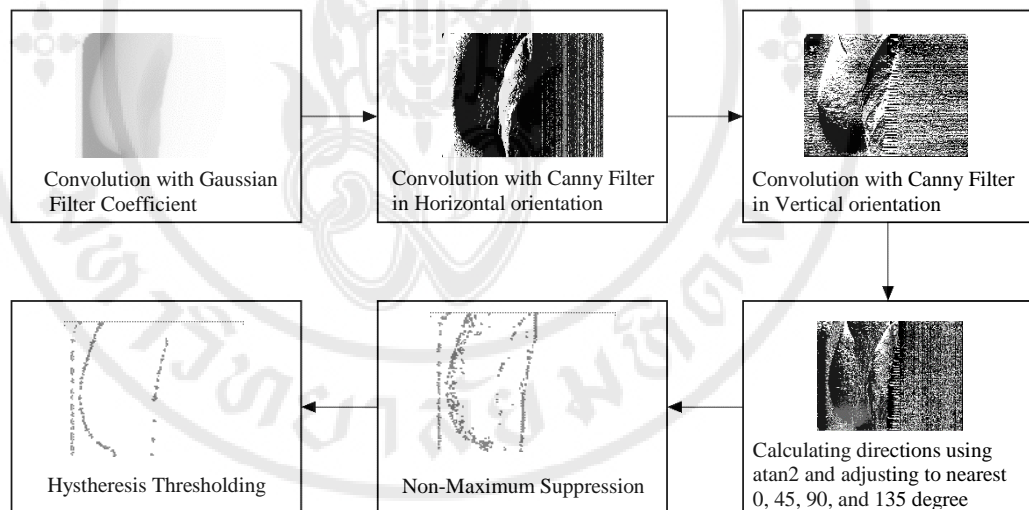 Convolution with Gaussian
Filter Coefficient
Convolution with Canny Filter
in Horizontal orientation
Convolution with Canny Filter
in Vertical orientation
Calculating directions using
atan2 and adjusting to nearest
0, 45, 90, and 135 degree
Non-Maximum Suppression
Hystheresis Thresholding